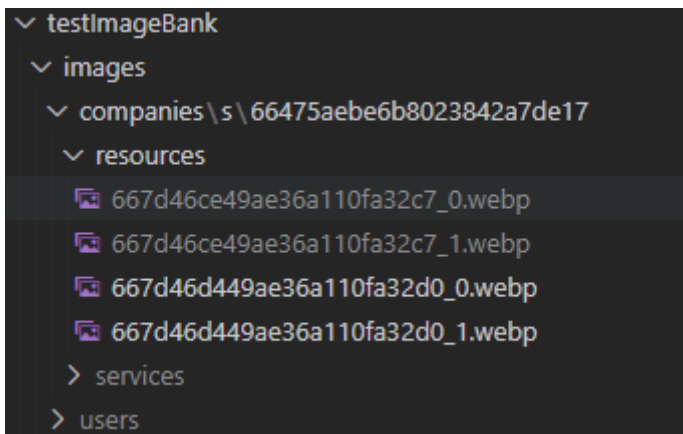 testImageBank
images
companies\s\66475aebe6b8023842a7de17
resources
667d46ce49ae36a110fa32c7_0.webp
667d46ce49ae36a110fa32c7_1.webp
667d46d449ae36a110fa32d0_0.webp
667d46d449ae36a110fa32d0_1.webp
services
users